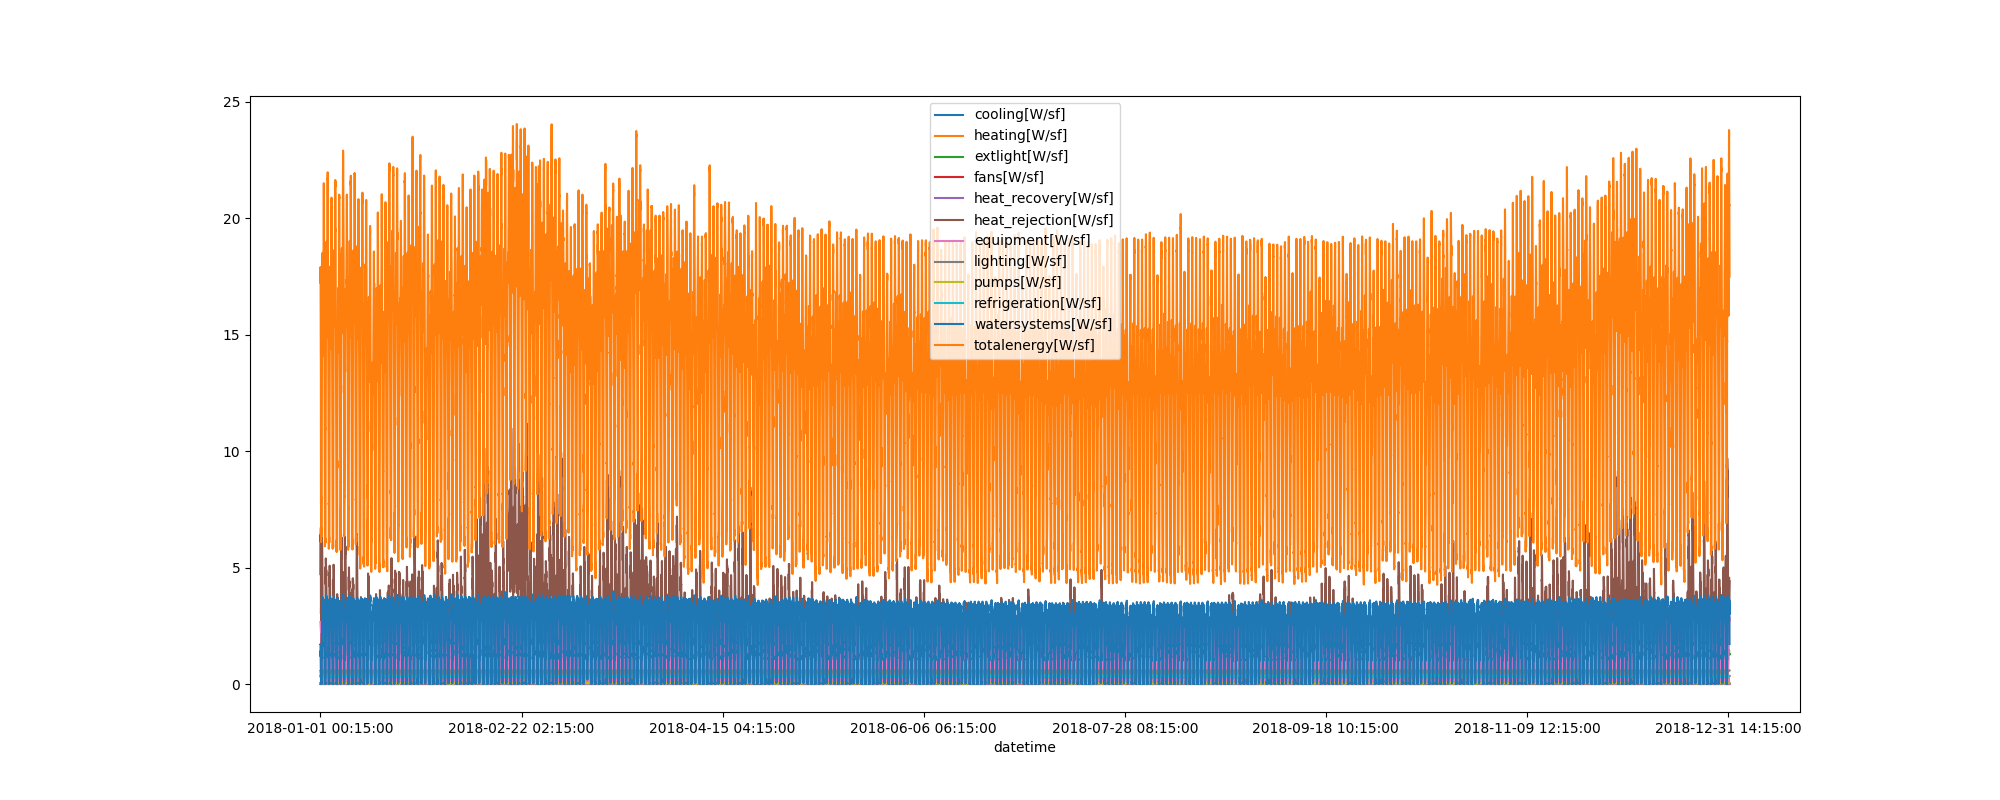 25
20
15
10
5
0
cooling[W/sf]
heating[W/sf]
extlight[W/sf]
fans[W/sf]
heat_recovery[W/sf]
heat_rejection[W/sf]
equipment[W/sf]
lighting[W/sf]
pumps[W/sf]
refrigeration[W/sf]
watersystems[W/sf]
totalenergy[W/sf]
2018-01-01 00:15:00 2018-02-22 02:15:00 2018-04-15 04:15:00 2018-06-06 06:15:00 2018-07-28 08:15:00 2018-09-18 10:15:00 2018-11-09 12:15:00 2018-12-31 14:15:00
datetime